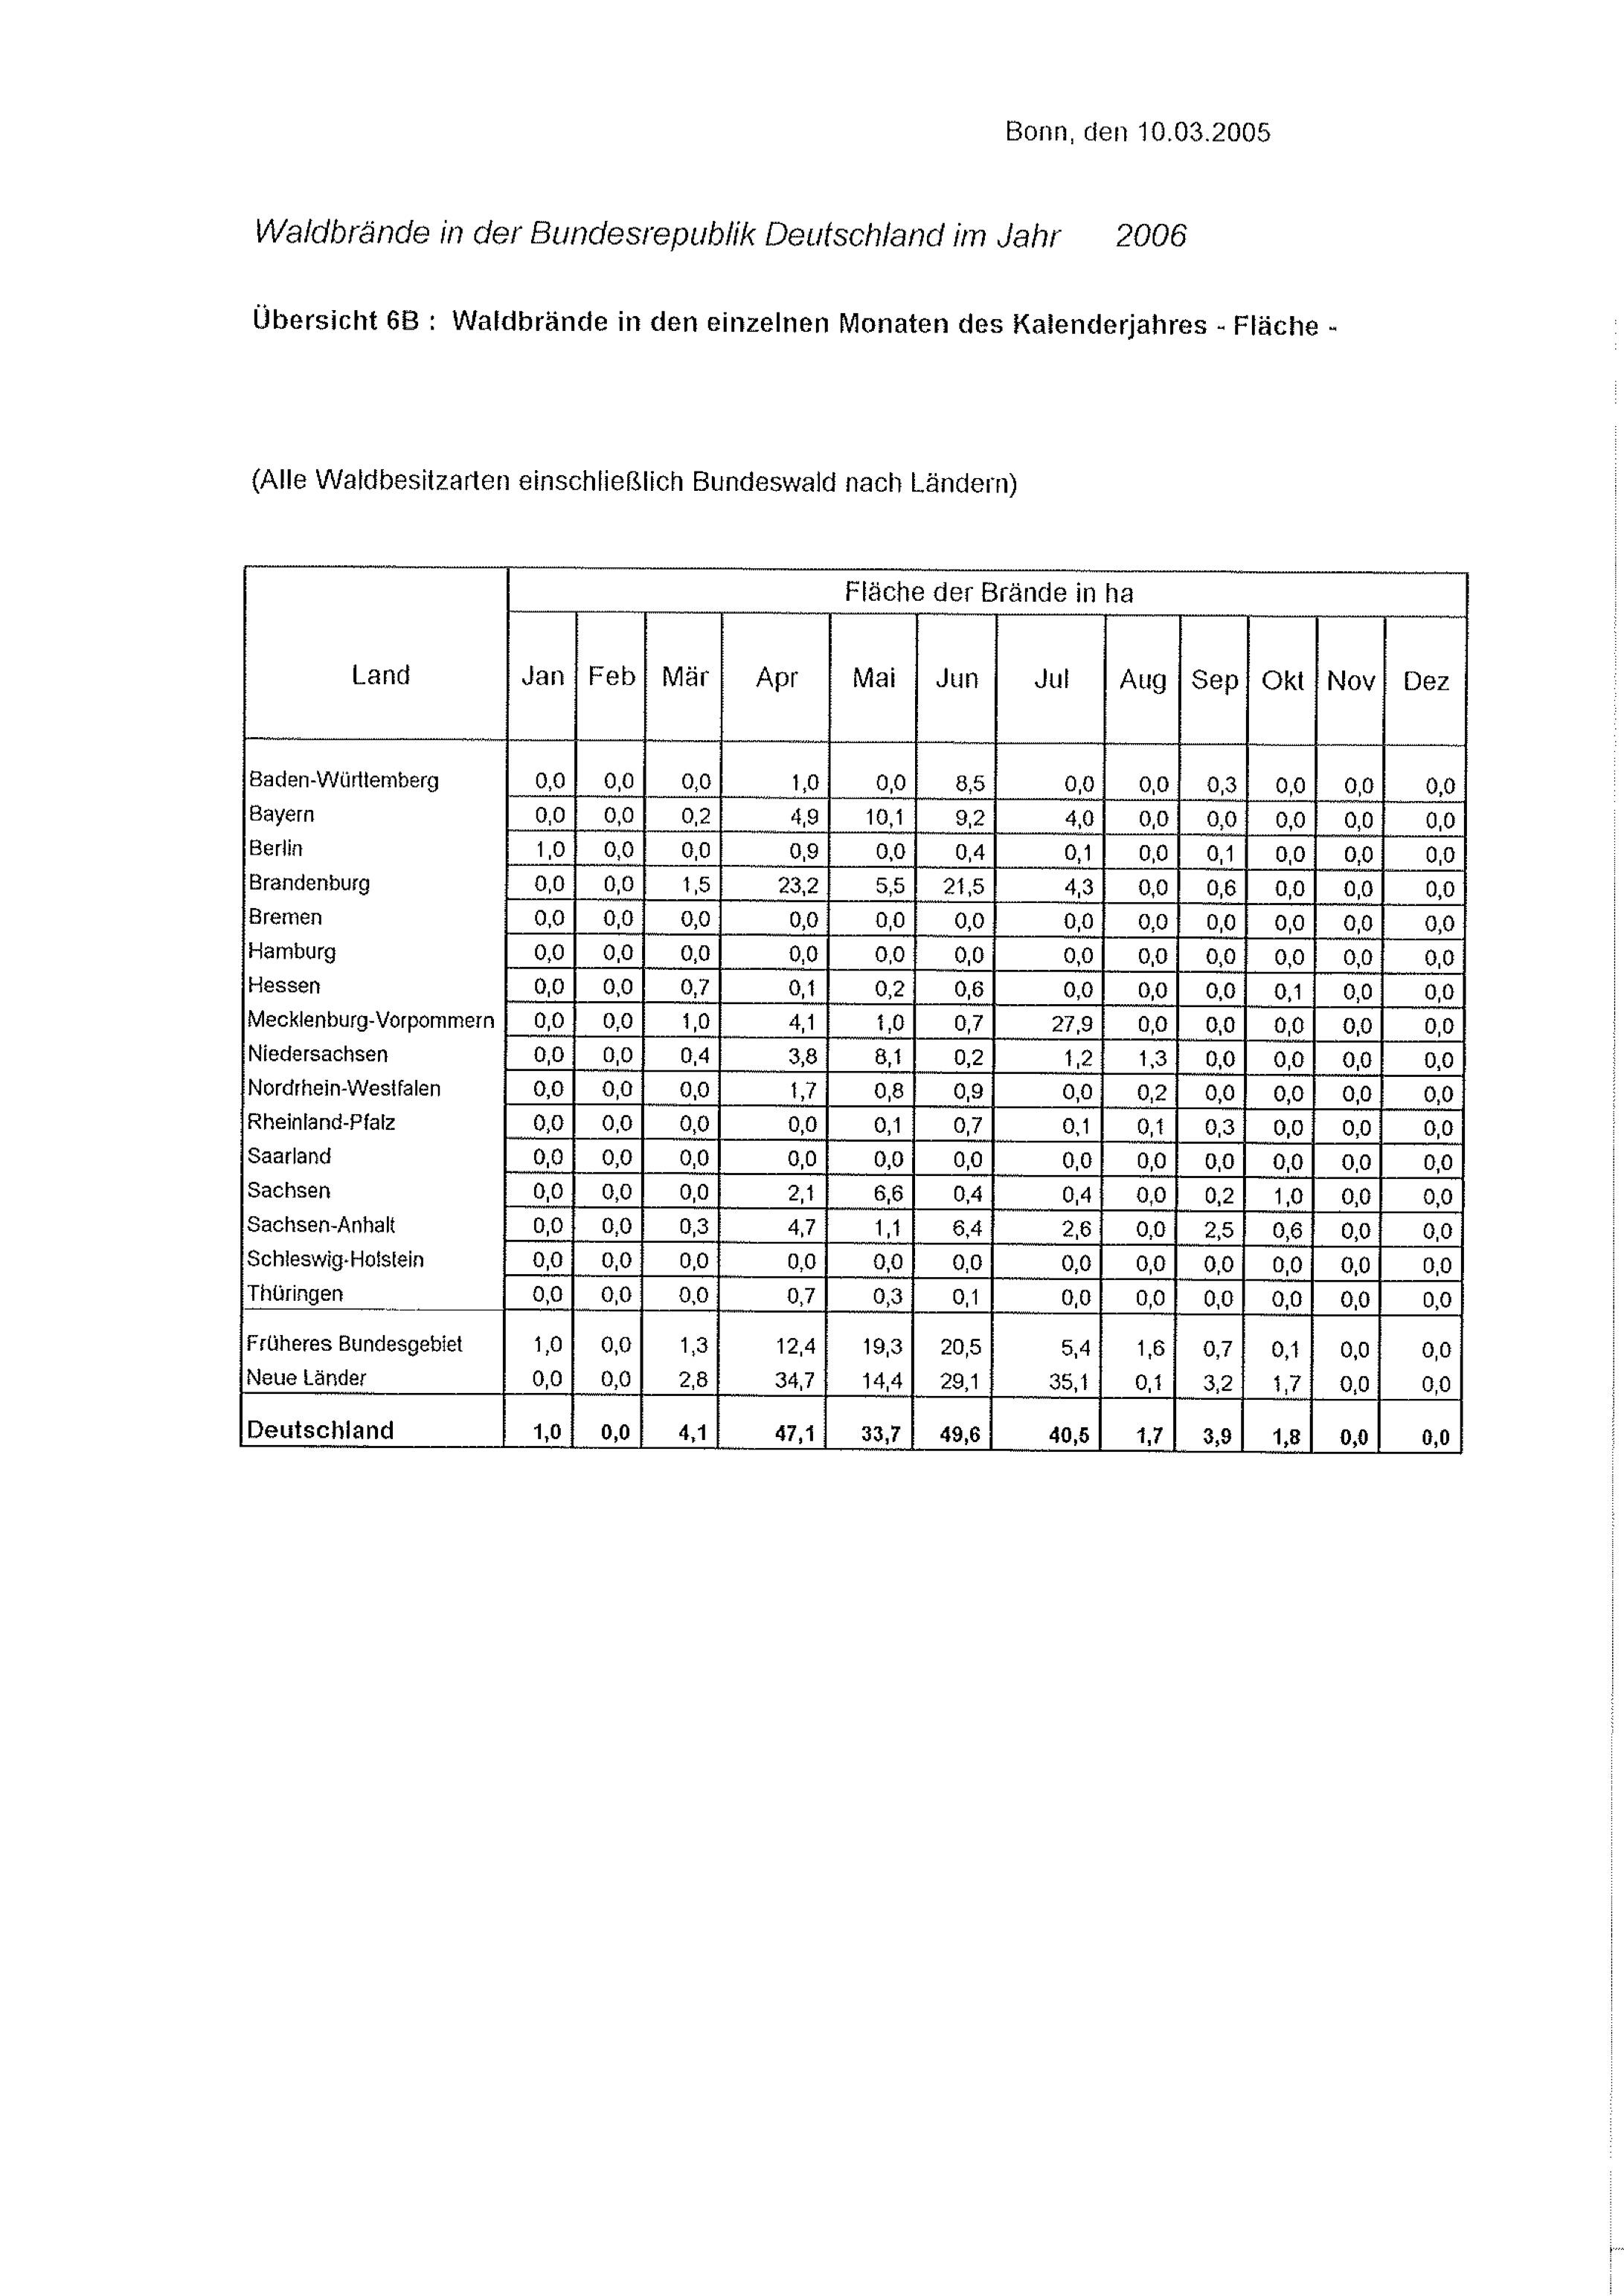 Bonn, den 10.03.2005
Waldbrände in der Bundesrepublik Deutschland im Jahr 2006
Übersicht 6B : Waldbrände in den einzelnen Monaten des Kalenderjahres - Fläche -
(Alle Waldbesitzarten einschließlich Bundeswald nach Ländern)
Fläche der Brände in ha
Land Jan Feb Mär Apr Mai Jun Jul Aug Sep Okt Nov Dez
Baden-Württemberg 0,0 0,0 0,0 1,0 0,0 8,5 0,0 0,0 0,3 0,0 0,0 0,0
Bayern 0,0 0,0 0,2 4,9 10,1 9,2 4,0 0,0 0,0 0,0 0,0 0,0
Berlin 1,0 0,0 0,0 0,9 0,0 0,4 0,1 0,0 0,1 0,0 0,0 0,0
Brandenburg 0,0 0,0 1,5 23,2 5,5 21,5 4,3 0,0 0,6 0,0 0,0 0,0
Bremen 0,0 0,0 0,0 0,0 0,0 0,0 0,0 0,0 0,0 0,0 0,0 0,0
Hamburg 0,0 0,0 0,0 0,0 0,0 0,0 0,0 0,0 0,0 0,0 0,0 0,0
Hessen 0,0 0,0 0,7 0,1 0,2 0,6 0,0 0,0 0,0 0,1 0,0 0,0
Mecklenburg-Vorpommern 0,0 0,0 1,0 4,1 1,0 0,7 27,9 0,0 0,0 0,0 0,0 0,0
Niedersachsen 0,0 0,0 0,4 3,8 8,1 0,2 1,2 1,3 0,0 0,0 0,0 0,0
Nordrhein-Westfalen 0,0 0,0 0,0 1,7 0,8 0,9 0,0 0,2 0,0 0,0 0,0 0,0
Rheinland-Pfalz 0,0 0,0 0,0 0,0 0,1 0,7 0,1 0,1 0,3 0,0 0,0 0,0
Saarland 0,0 0,0 0,0 0,0 0,0 0,0 0,0 0,0 0,0 0,0 0,0 0,0
Sachsen 0,0 0,0 0,0 2,1 6,6 0,4 0,4 0,0 0,2 1,0 0,0 0,0
Sachsen-Anhalt 0,0 0,0 0,3 4,7 1,1 6,4 2,6 0,0 2,5 0,6 0,0 0,0
Schleswig-Holstein 0,0 0,0 0,0 0,0 0,0 0,0 0,0 0,0 0,0 0,0 0,0 0,0
Thüringen 0,0 0,0 0,0 0,7 0,3 0,1 0,0 0,0 0,0 0,0 0,0 0,0
Früheres Bundesgebiet 1,0 0,0 1,3 12,4 19,3 20,5 5,4 1,6 0,7 0,1 0,0 0,0
Neue Länder 0,0 0,0 2,8 34,7 14,4 29,1 35,1 0,1 3,2 1,7 0,0 0,0
Deutschland 1,0 0,0 4,1 47,1 33,7 49,6 40,5 1,7 3,9 1,8 0,0 0,0